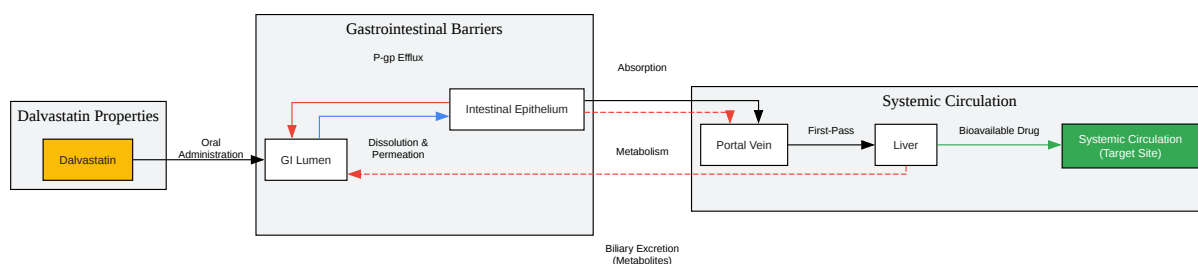 Dalvastatin Properties
Dalvastatin
Oral
Administration
Gastrointestinal Barriers
P-gp Efflux
Intestinal Epithelium
GI Lumen
Dissolution &
Permeation
Absorption
Metabolism
Biliary Excretion
(Metabolites)
Systemic Circulation
Portal Vein
First-Pass
Liver
Bioavailable Drug
Systemic Circulation
(Target Site)